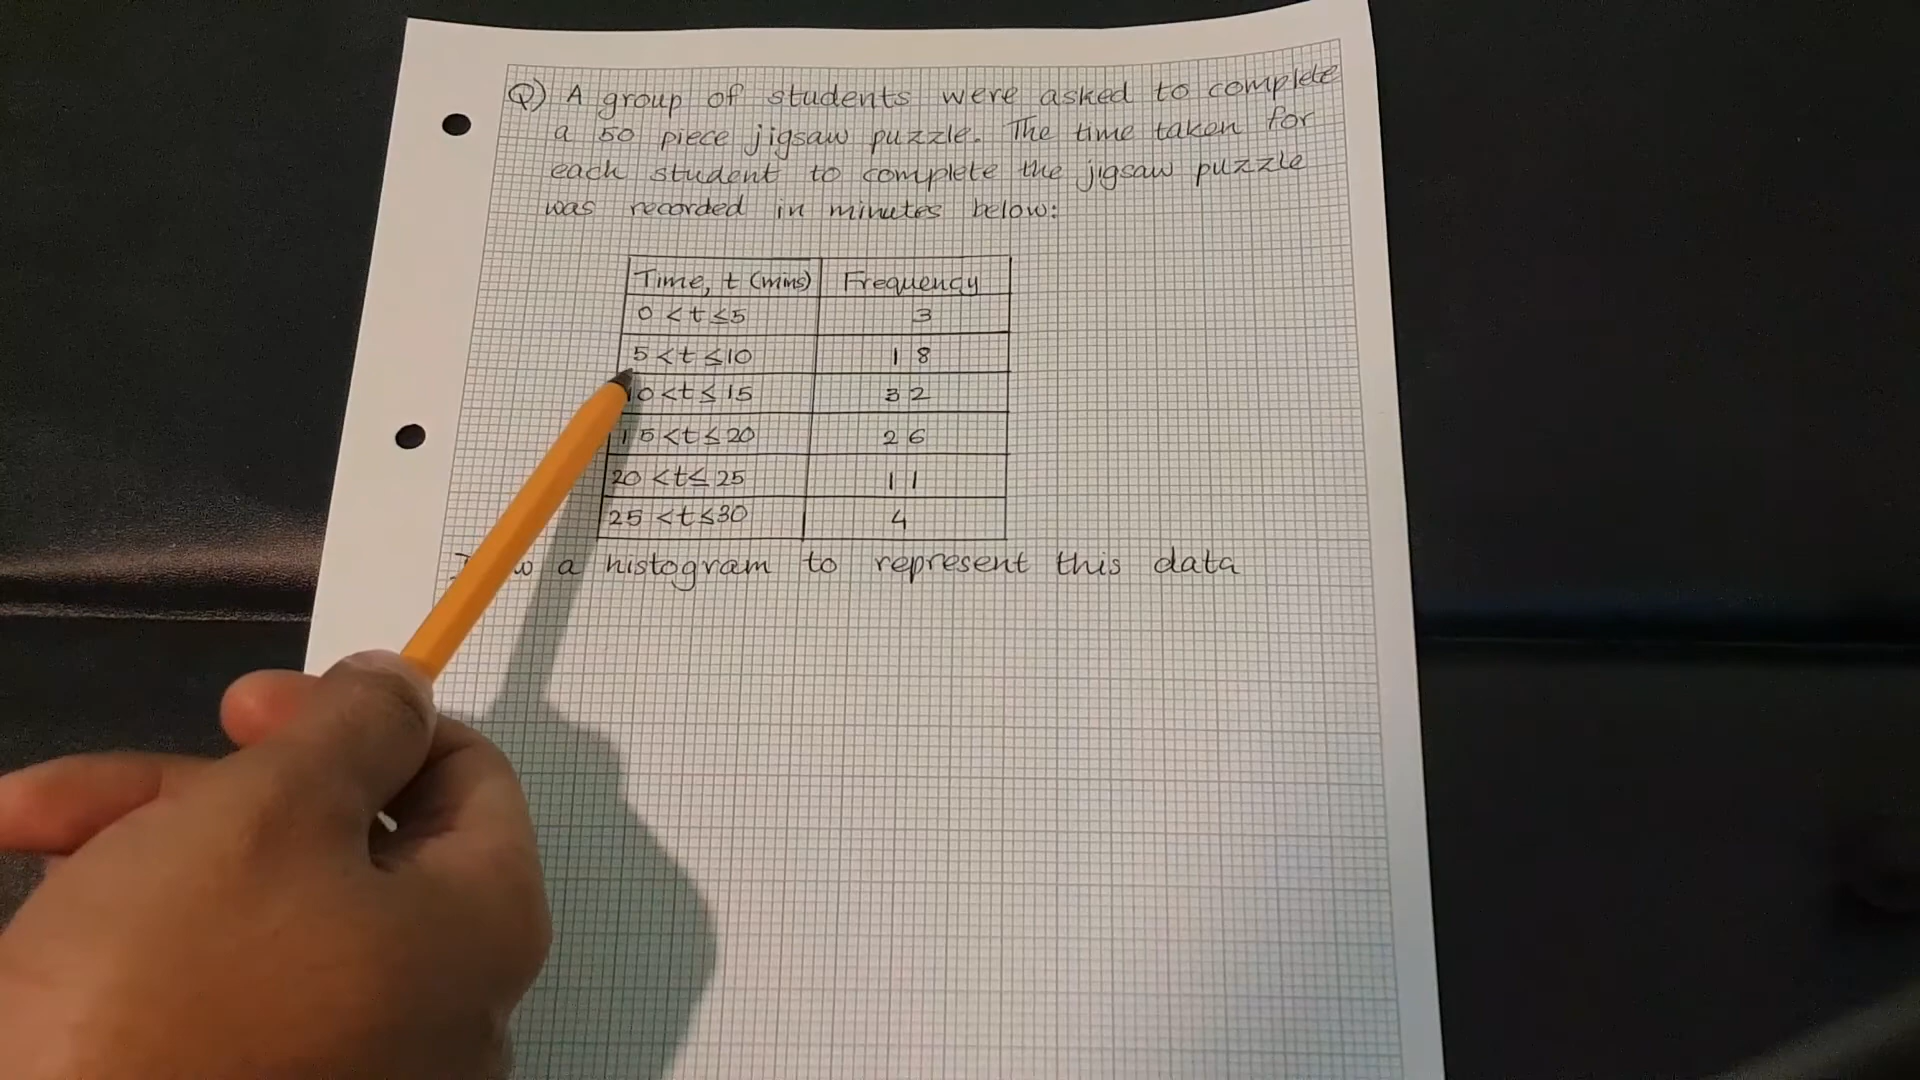 Q) A group of students were asked to complete
a 50 piece jigsaw puzzle. The time taken for
each student to complete the jigsaw puzzle
was recorded in minutes below:
Time, t (mins) Frequency
0 < t ≤ 5 3
5 < t ≤ 10 18
10 < t ≤ 15 32
15 < t ≤ 20 26
20 < t ≤ 25 11
25 < t ≤ 30 4
a histogram to represent this data